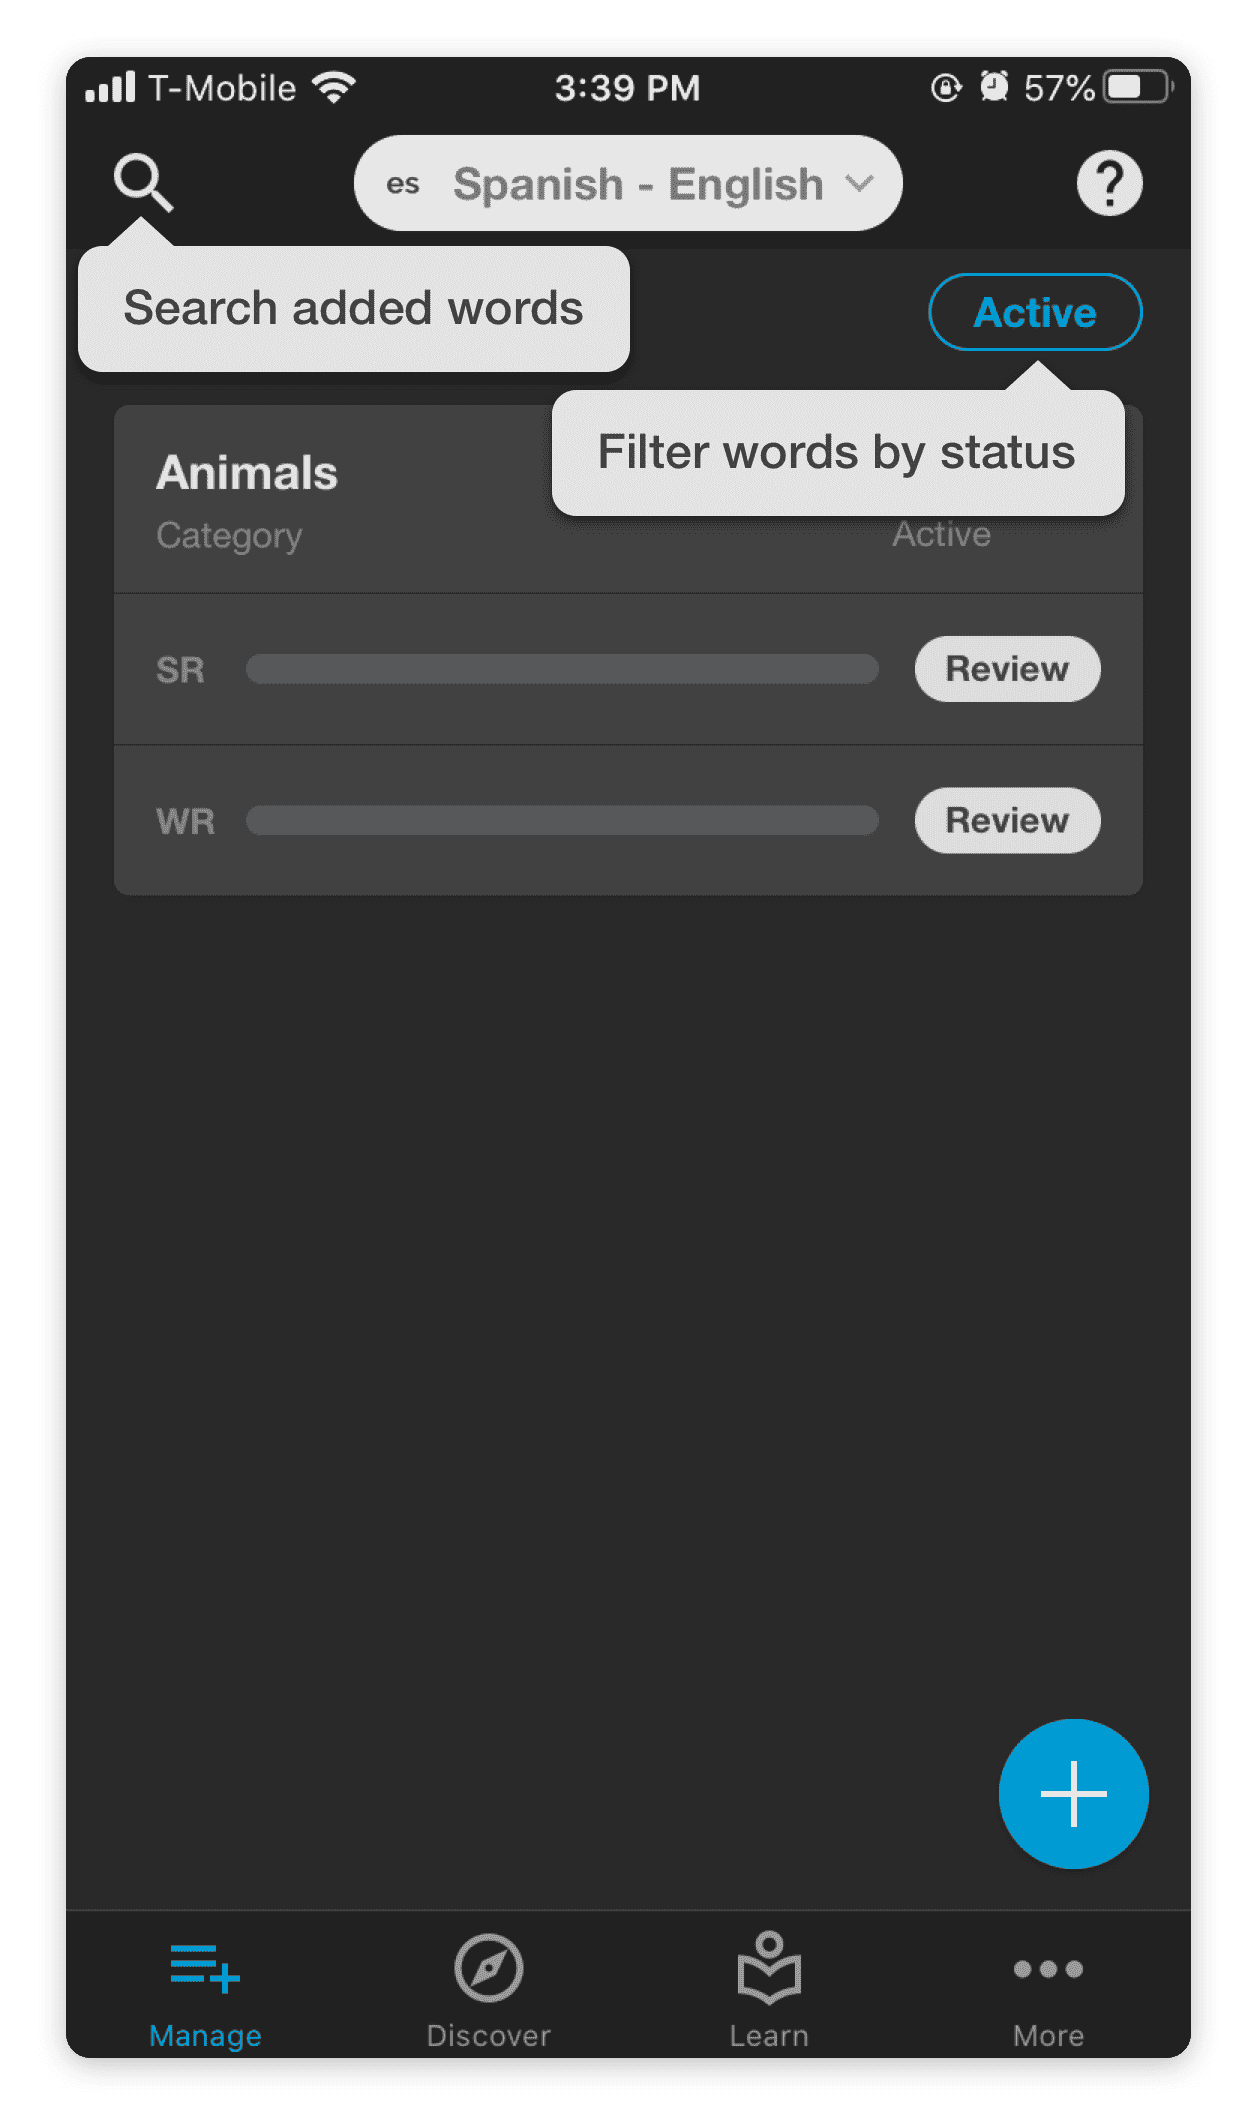 T-Mobile 3:39 PM 57%
es Spanish - English ?
Search added words
Active
Filter words by status
Animals
Category Active
SR Review
WR Review
Manage Discover Learn More